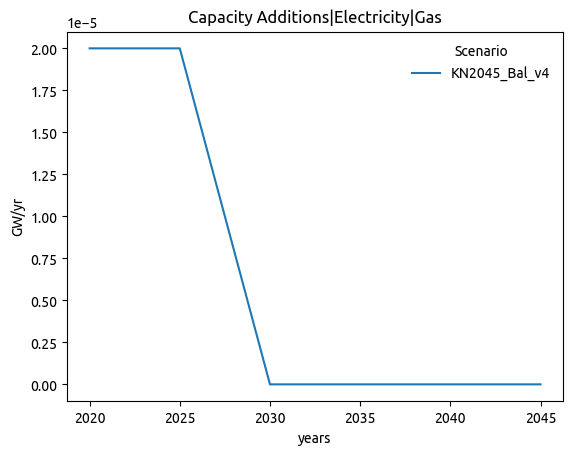 Capacity Additions|Electricity|Gas
1e−5
2.00
1.75
1.50
1.25
1.00
0.75
0.50
0.25
0.00
GW/yr
Scenario
KN2045_Bal_v4
2020 2025 2030 2035 2040 2045
years